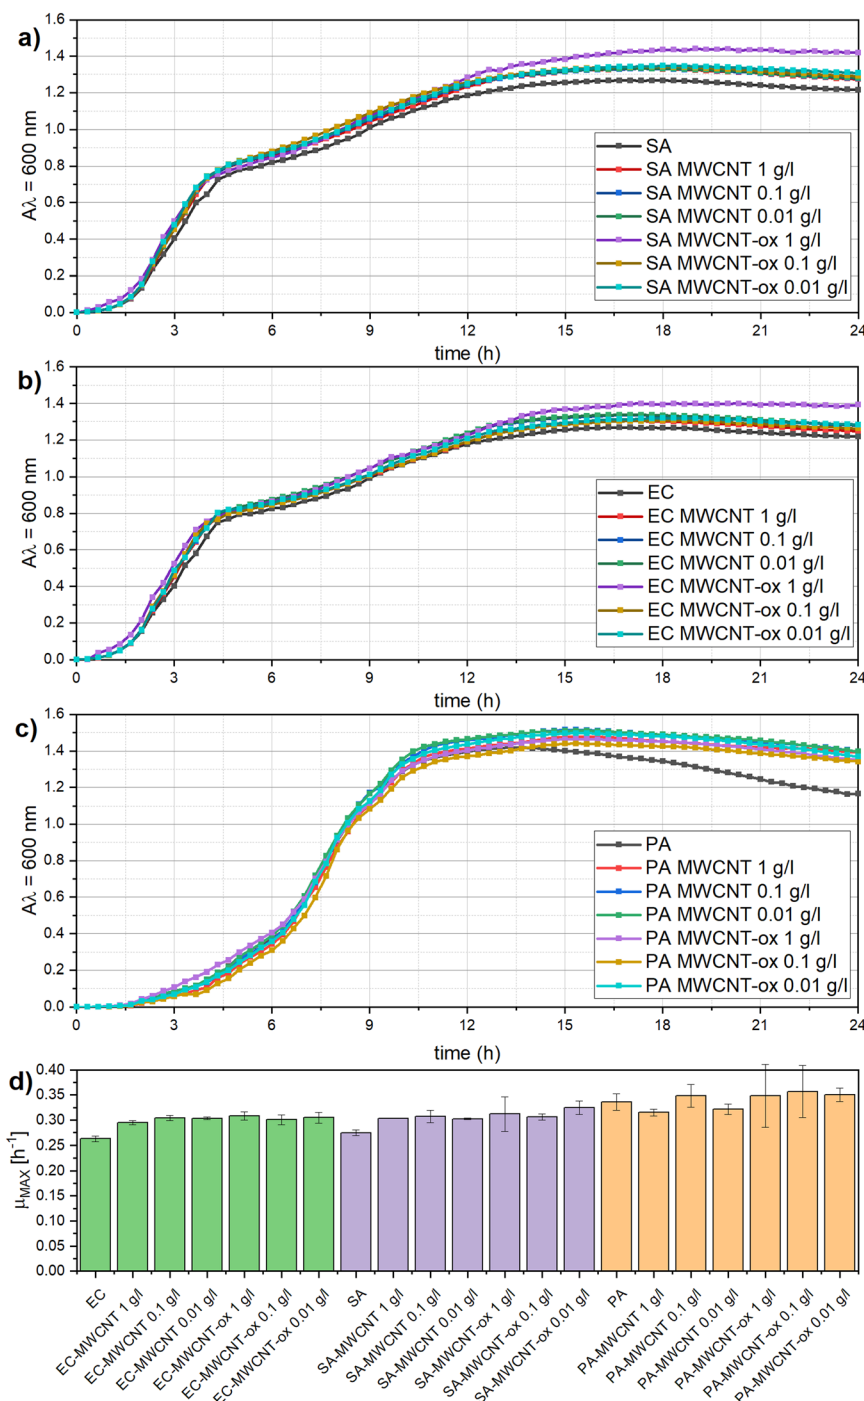 a)
1.6
1.4
1.2
1.0
0.8
0.6
0.4
0.2
0.0
Aλ = 600 nm
SA
SA MWCNT 1 g/l
SA MWCNT 0.1 g/l
SA MWCNT 0.01 g/l
SA MWCNT-ox 1 g/l
SA MWCNT-ox 0.1 g/l
SA MWCNT-ox 0.01 g/l
0 3 6 9 12 15 18 21 24
time (h)
b)
1.6
1.4
1.2
1.0
0.8
0.6
0.4
0.2
0.0
Aλ = 600 nm
EC
EC MWCNT 1 g/l
EC MWCNT 0.1 g/l
EC MWCNT 0.01 g/l
EC MWCNT-ox 1 g/l
EC MWCNT-ox 0.1 g/l
EC MWCNT-ox 0.01 g/l
0 3 6 9 12 15 18 21 24
time (h)
c)
1.6
1.4
1.2
1.0
0.8
0.6
0.4
0.2
0.0
Aλ = 600 nm
PA
PA MWCNT 1 g/l
PA MWCNT 0.1 g/l
PA MWCNT 0.01 g/l
PA MWCNT-ox 1 g/l
PA MWCNT-ox 0.1 g/l
PA MWCNT-ox 0.01 g/l
0 3 6 9 12 15 18 21 24
time (h)
d)
0.40
0.35
0.30
0.25
0.20
0.15
0.10
0.05
0.00
μMAX [h-1]
EC
EC-MWCNT 1 g/l
EC-MWCNT 0.1 g/l
EC-MWCNT 0.01 g/l
EC-MWCNT-ox 1 g/l
EC-MWCNT-ox 0.1 g/l
EC-MWCNT-ox 0.01 g/l
SA
SA-MWCNT 1 g/l
SA-MWCNT 0.1 g/l
SA-MWCNT 0.01 g/l
SA-MWCNT-ox 1 g/l
SA-MWCNT-ox 0.1 g/l
SA-MWCNT-ox 0.01 g/l
PA
PA-MWCNT 1 g/l
PA-MWCNT 0.1 g/l
PA-MWCNT 0.01 g/l
PA-MWCNT-ox 1 g/l
PA-MWCNT-ox 0.1 g/l
PA-MWCNT-ox 0.01 g/l